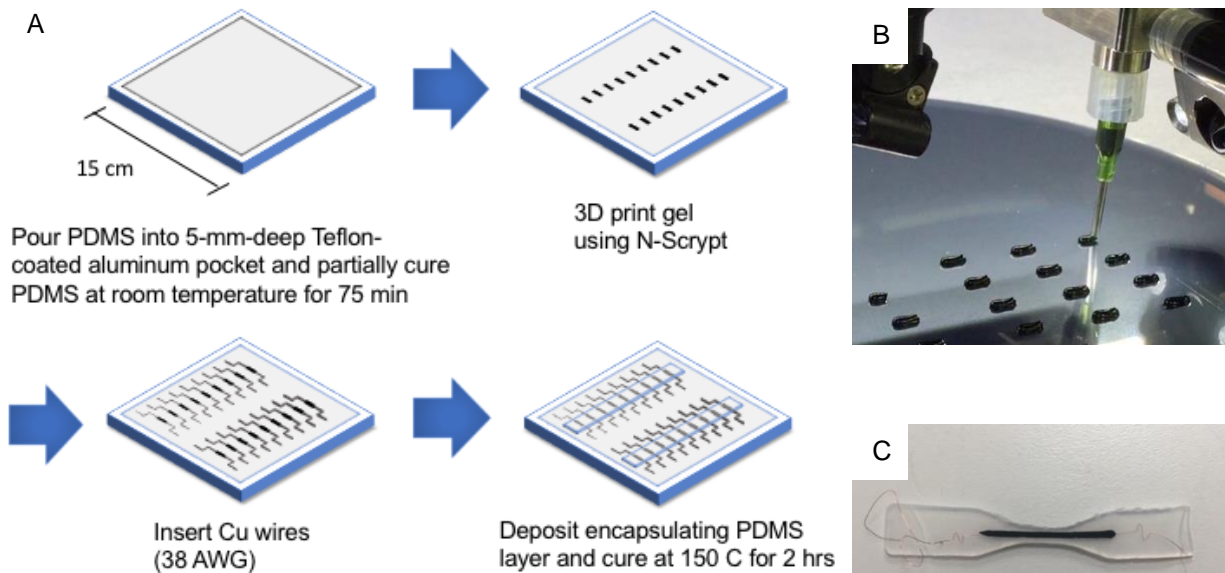 A
15 cm
Pour PDMS into 5-mm-deep Teflon-
coated aluminum pocket and partially cure
PDMS at room temperature for 75 min
3D print gel
using N-Scrypt
Insert Cu wires
(38 AWG)
Deposit encapsulating PDMS
layer and cure at 150 C for 2 hrs
B
C